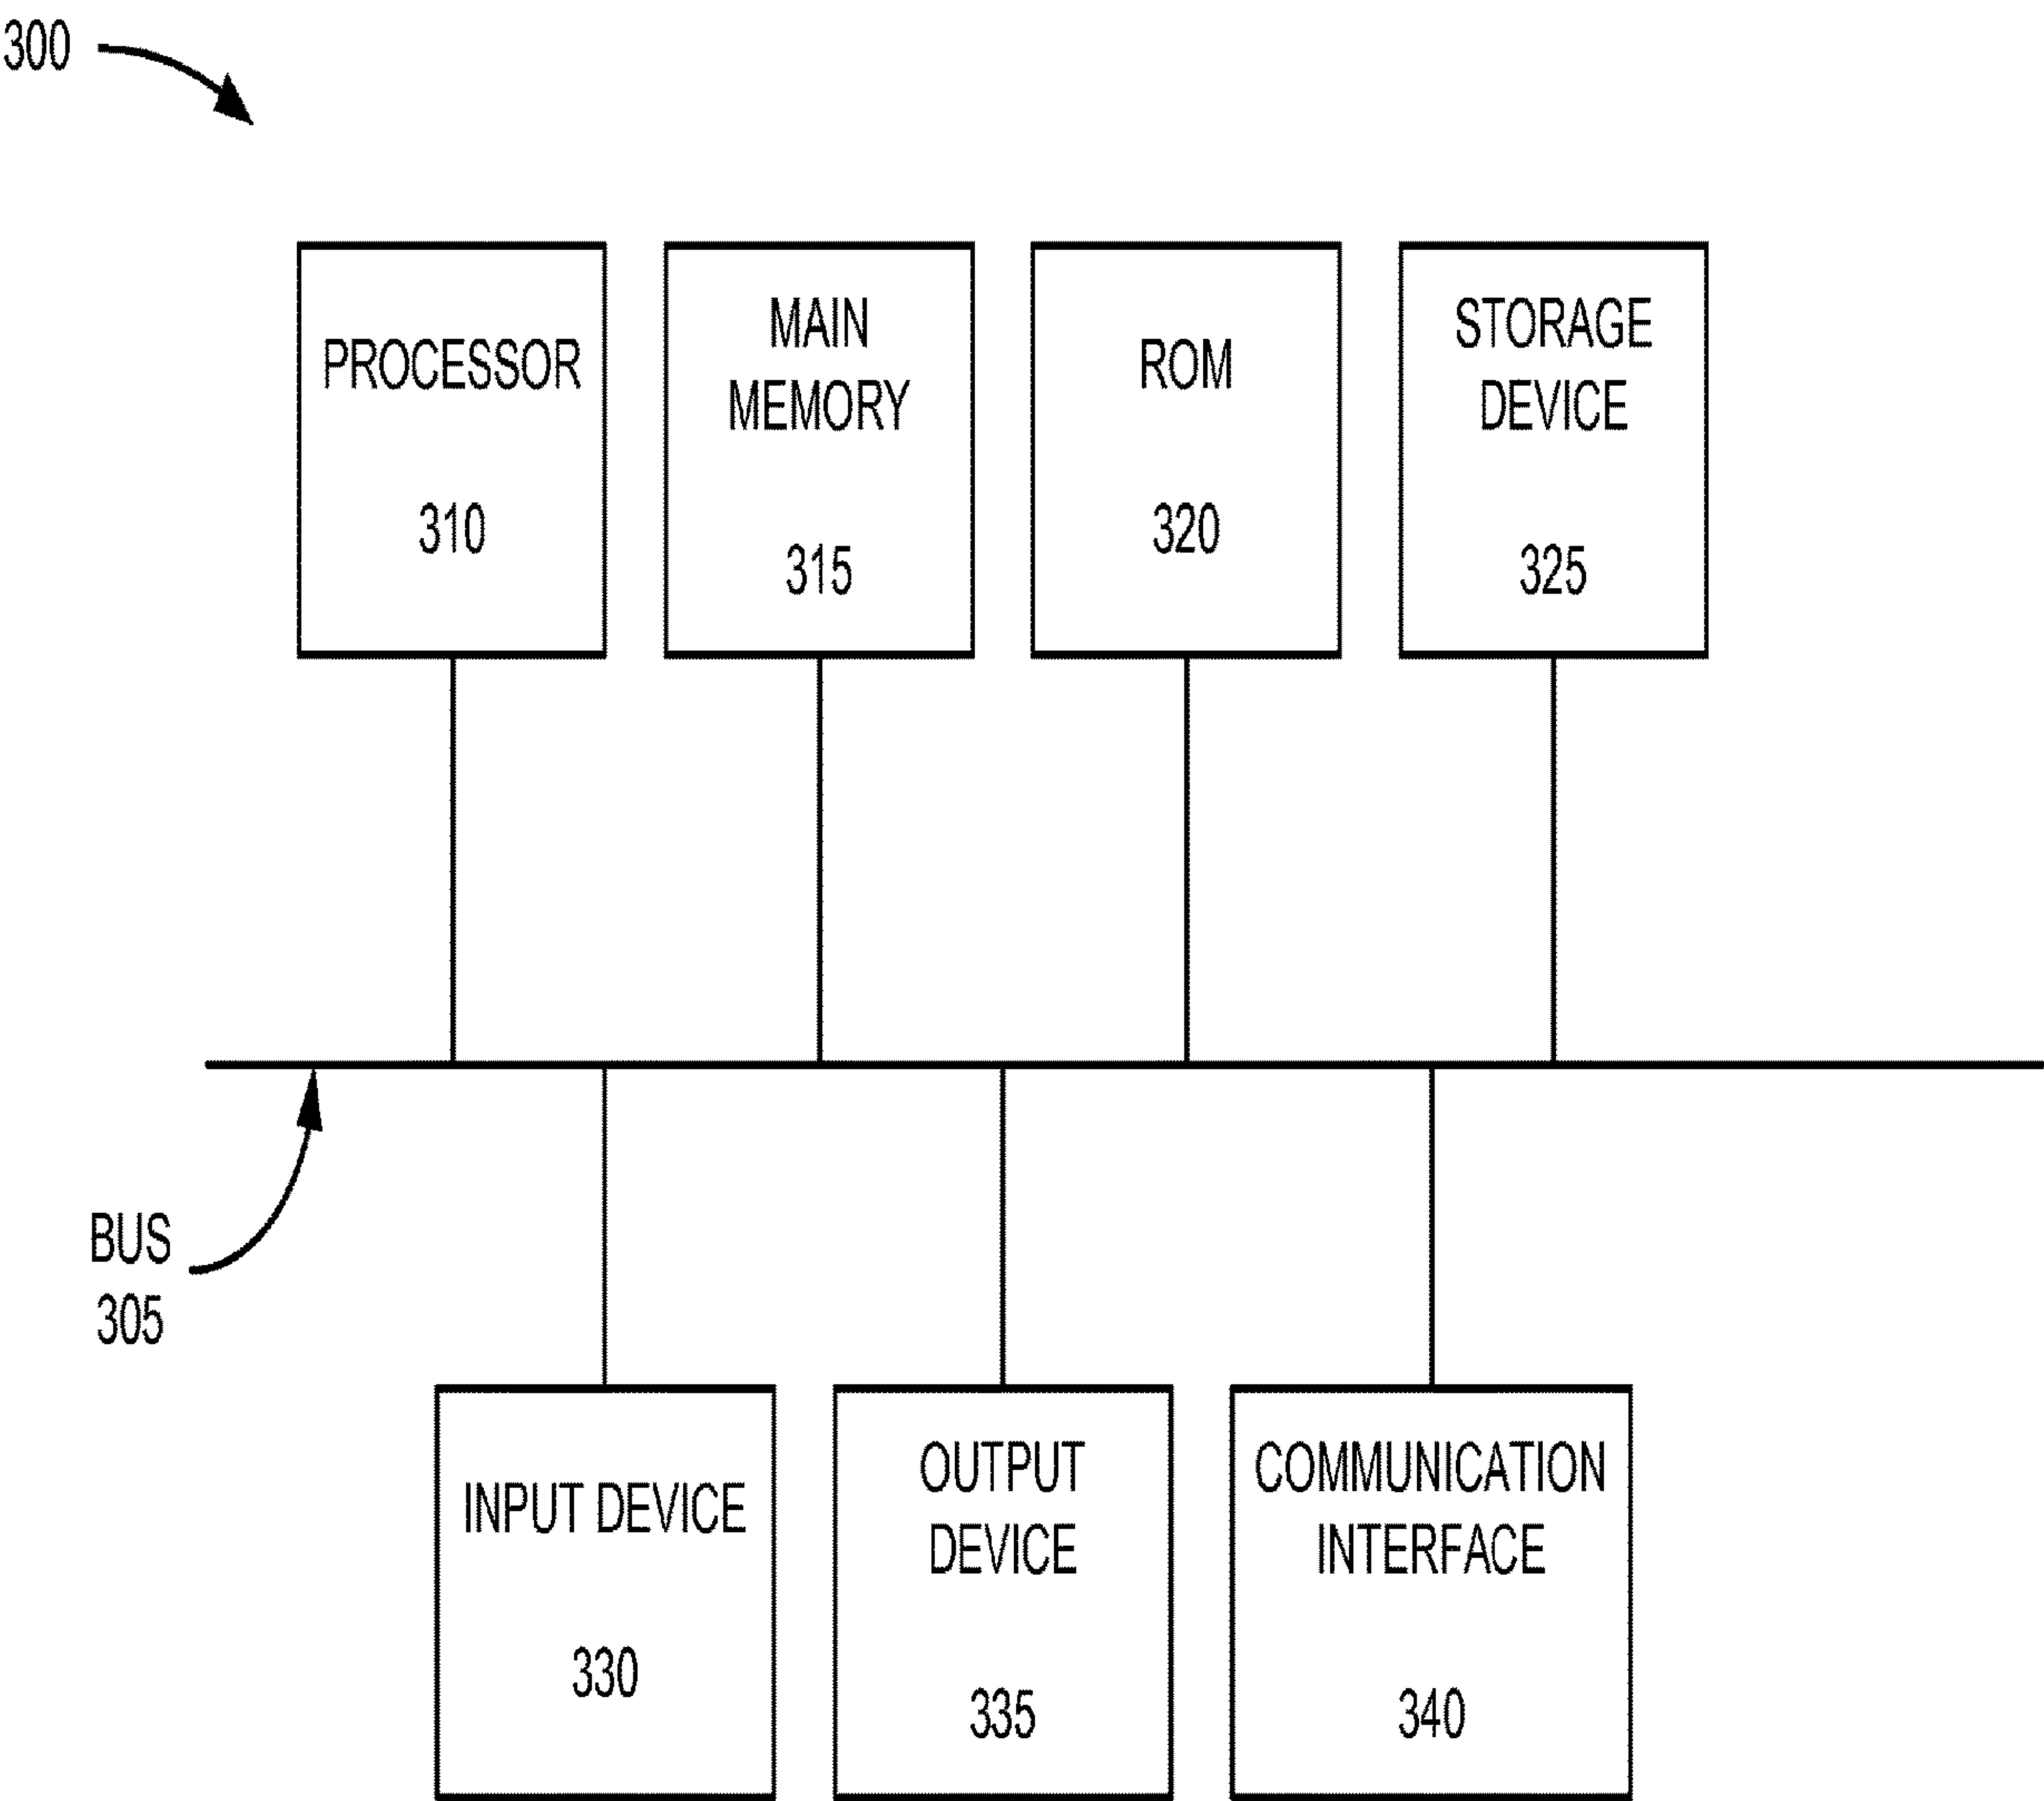 300
PROCESSOR
310
MAIN
MEMORY
315
ROM
320
STORAGE
DEVICE
325
BUS
305
INPUT DEVICE
330
OUTPUT
DEVICE
335
COMMUNICATION
INTERFACE
340